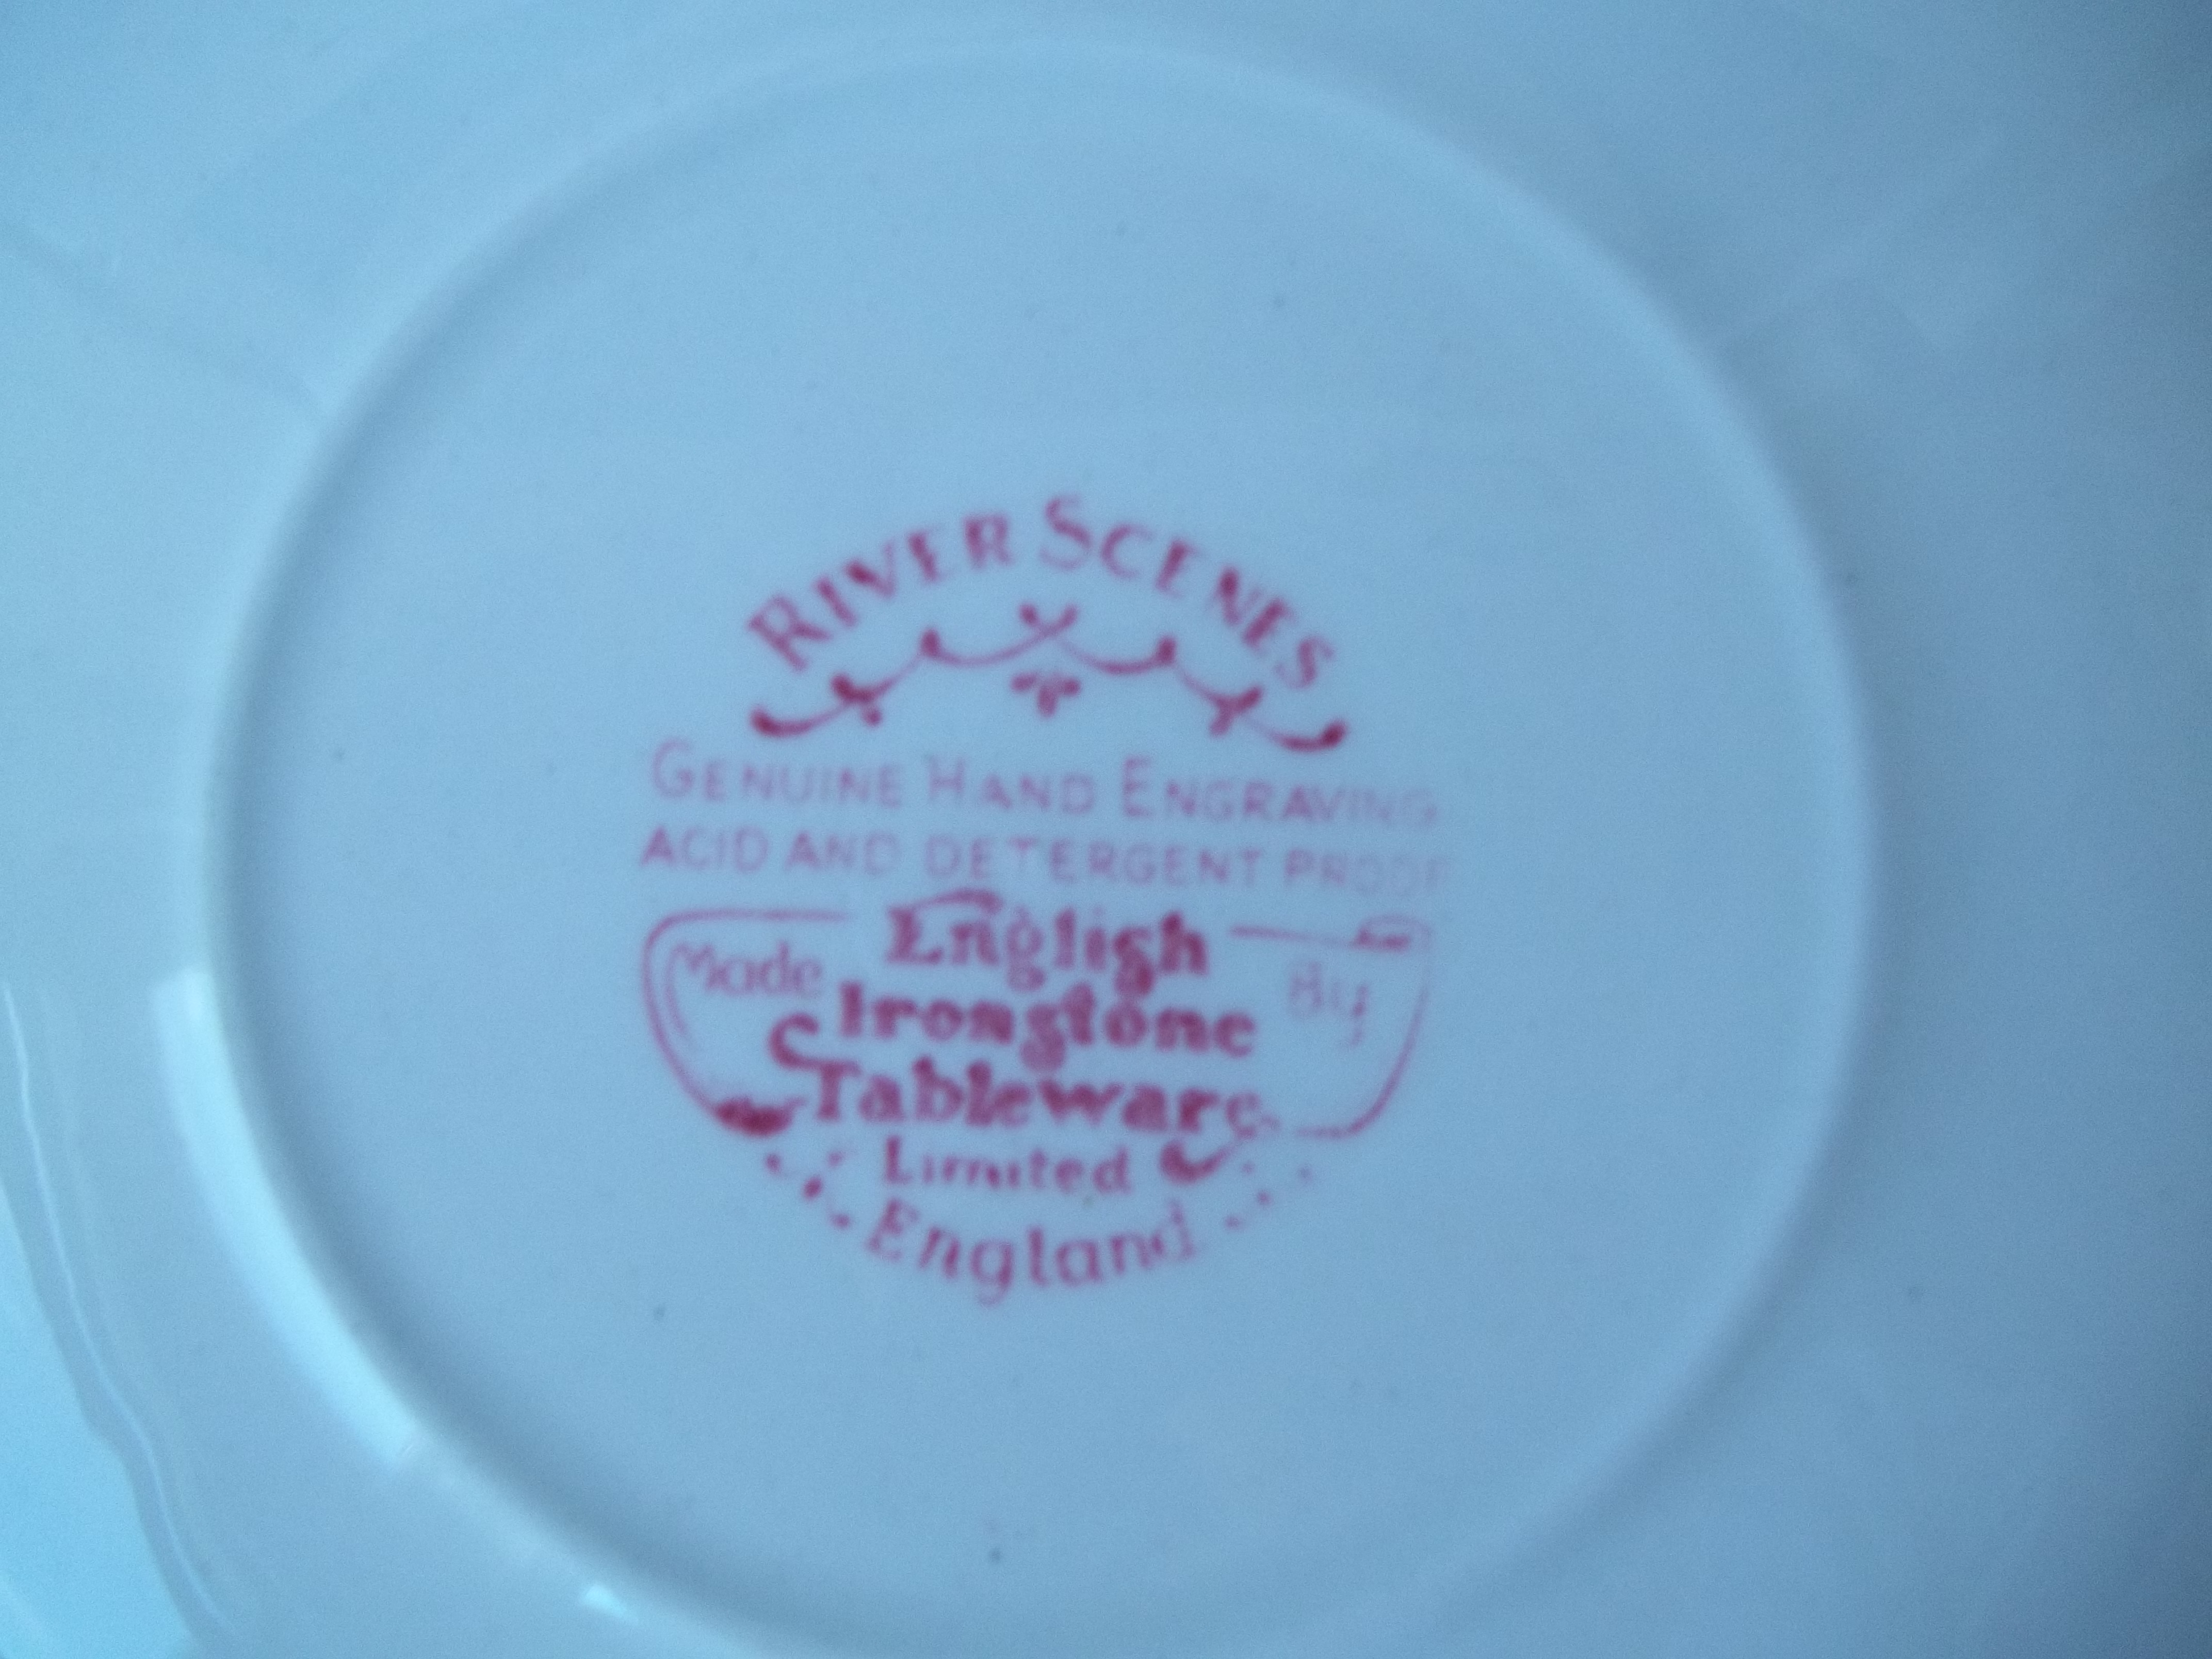 RIVER SCENES
GENUINE HAND ENGRAVING
ACID AND DETERGENT PROOF
Made English By
Ironstone
Tableware
Limited
England